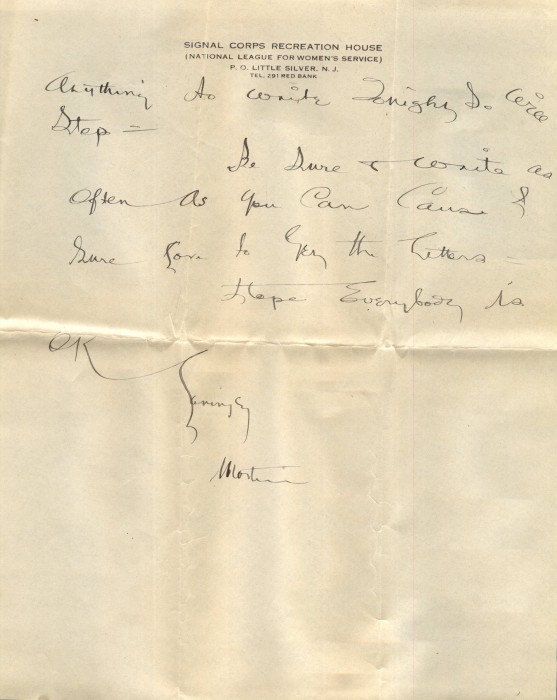 SIGNAL CORPS RECREATION HOUSE
(NATIONAL LEAGUE FOR WOMEN'S SERVICE)
P. O. LITTLE SILVER, N. J.
TEL. 291 RED BANK
Anything to write Tonight So Will
Stop =
Be Sure & write as
Often as you Can Cause I
Sure love to Get the letters =
Hope Everybody is
OK
Lovingly
Martin